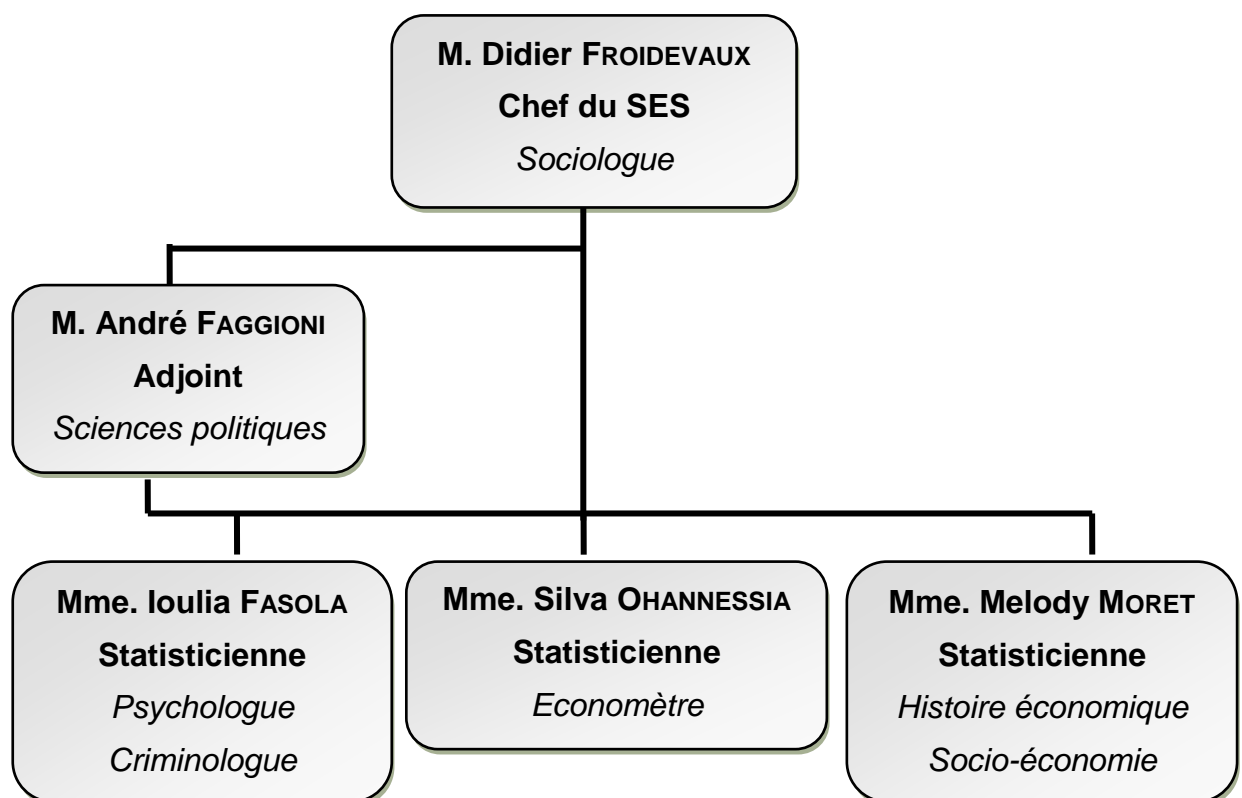 M. Didier FROIDEVAUX
Chef du SES
Sociologue
M. André FAGGIONI
Adjoint
Sciences politiques
Mme. Ioulia FASOLA
Statisticienne
Psychologue
Criminologue
Mme. Silva OHANNESSIA
Statisticienne
Economètre
Mme. Melody MORET
Statisticienne
Histoire économique
Socio-économie